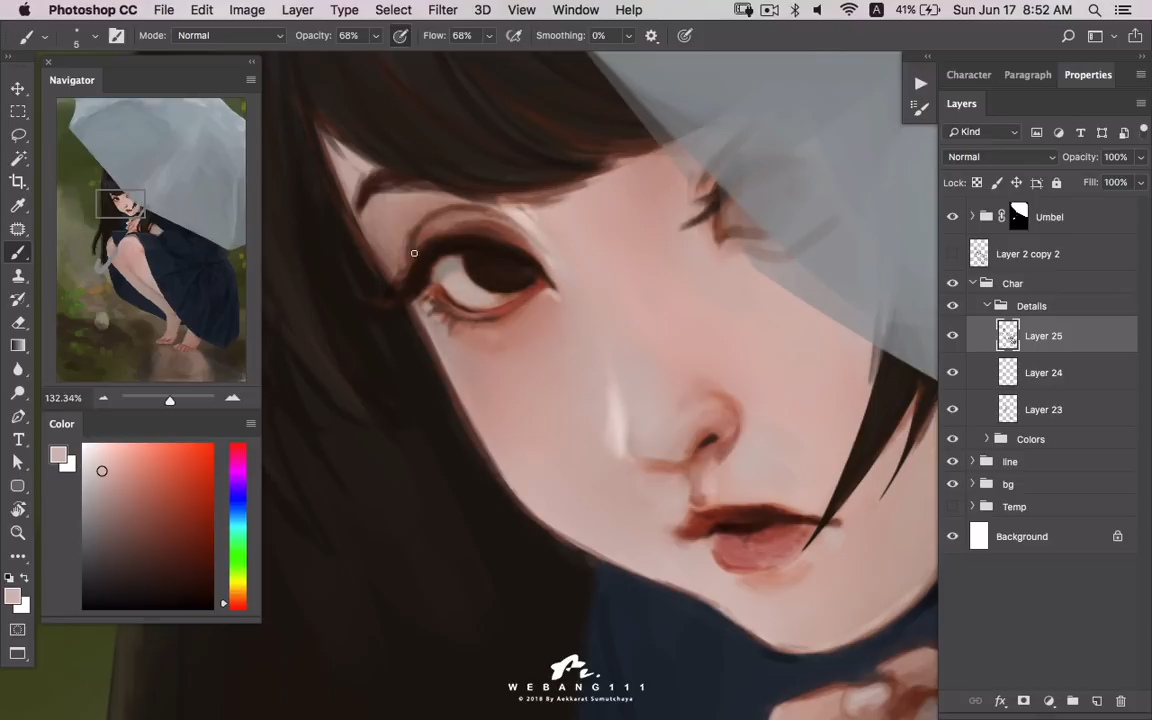 Photoshop CC File Edit Image Layer Type Select Filter 3D View Window Help A 41% Sun Jun 17 8:52 AM
5 Mode: Normal Opacity: 68% Flow: 68% Smoothing: 0%
Navigator
132.34%
Color
Character Paragraph Properties
Layers
Kind
Normal Opacity: 100%
Lock: Fill: 100%
Umbel
Layer 2 copy 2
Char
Details
Layer 25
Layer 24
Layer 23
Colors
line
bg
Temp
Background
WEBANG111
© 2018 By Aekkarat Sumutchaya